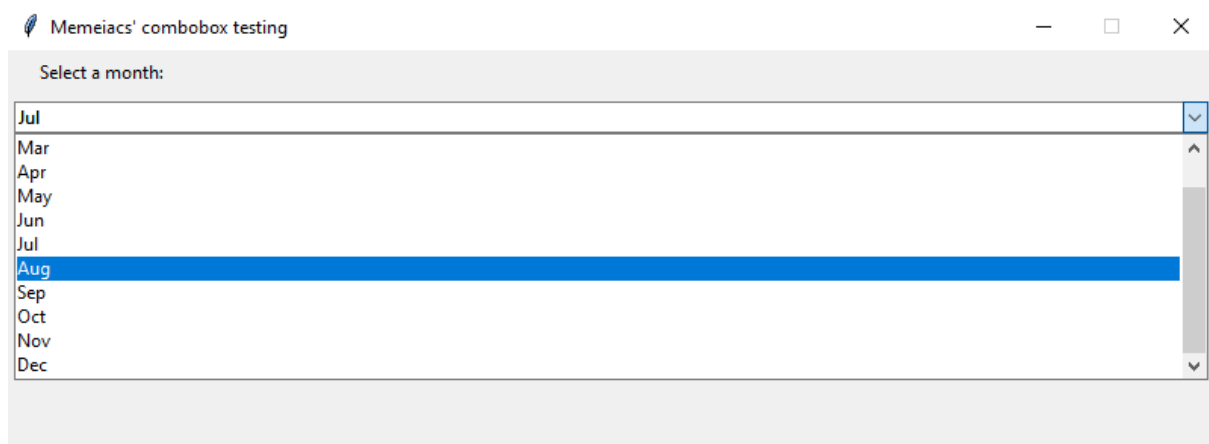 Memeiacs' combobox testing
Select a month:
Jul
Mar
Apr
May
Jun
Jul
Aug
Sep
Oct
Nov
Dec